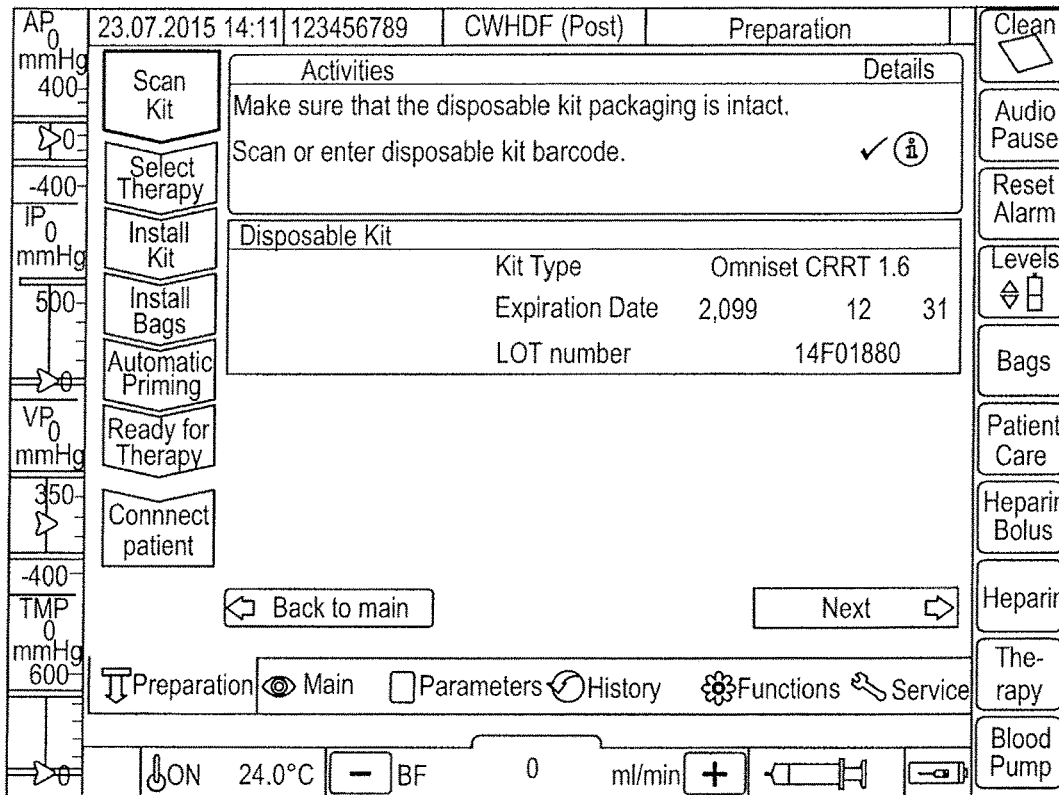 AP
0
mmHg
400
0
-400
IP
0
mmHg
500
0
VP
0
mmHg
350
-400
TMP
0
mmHg
600
0
23.07.2015 14:11 123456789 CWHDF (Post) Preparation
Scan
Kit
Select
Therapy
Install
Kit
Install
Bags
Automatic
Priming
Ready for
Therapy
Connnect
patient
Activities Details
Make sure that the disposable kit packaging is intact.
Scan or enter disposable kit barcode.
Disposable Kit
Kit Type Omniset CRRT 1.6
Expiration Date 2,099 12 31
LOT number 14F01880
Back to main Next
Preparation Main Parameters History Functions Service
ON 24.0°C − BF 0 ml/min +
Clean
Audio
Pause
Reset
Alarm
Levels
Bags
Patient
Care
Heparin
Bolus
Heparin
The-
rapy
Blood
Pump